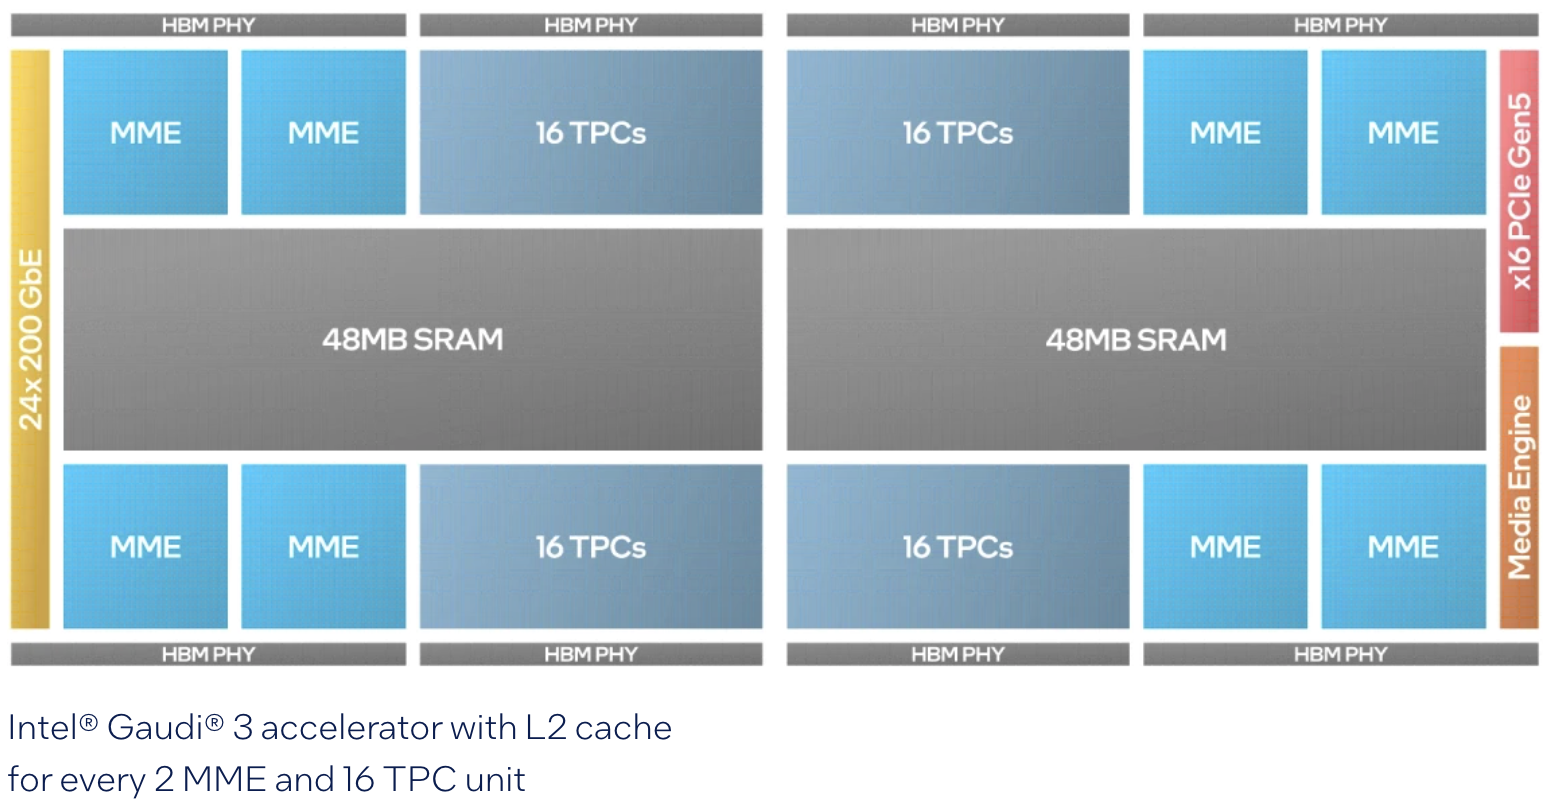 HBM PHY
HBM PHY
HBM PHY
HBM PHY
24x 200 GbE
MME
MME
16 TPCs
16 TPCs
MME
MME
x16 PCIe Gen5
48MB SRAM
48MB SRAM
MME
MME
16 TPCs
16 TPCs
MME
MME
Media Engine
HBM PHY
HBM PHY
HBM PHY
HBM PHY
Intel® Gaudi® 3 accelerator with L2 cache
for every 2 MME and 16 TPC unit